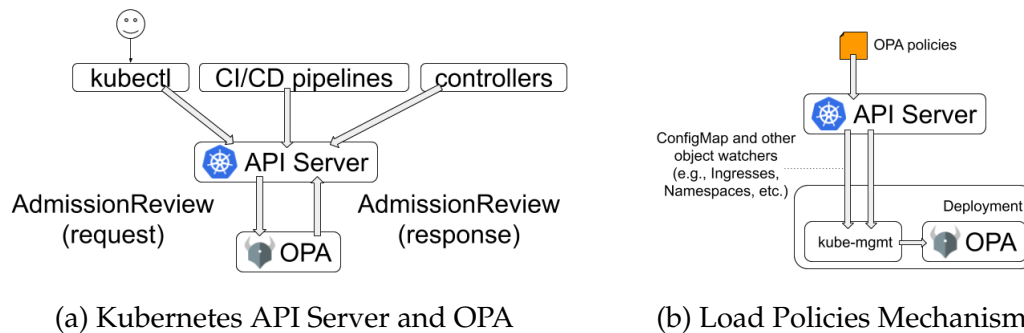 kubectl
CI/CD pipelines
controllers
API Server
AdmissionReview
(request)
AdmissionReview
(response)
OPA
(a) Kubernetes API Server and OPA
OPA policies
API Server
ConfigMap and other
object watchers
(e.g., Ingresses,
Namespaces, etc.)
Deployment
kube-mgmt
OPA
(b) Load Policies Mechanism